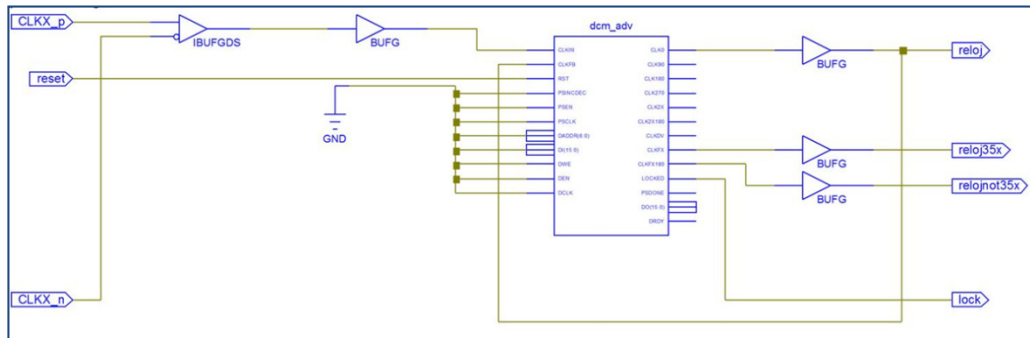 CLKX_p
IBUFGDS
BUFG
dcm_adv
CLKIN
CLKFB
RST
PSINCDEC
PSEN
PSCLK
DADDR(6:0)
DI(15:0)
DWE
DEN
DCLK
CLK0
CLK90
CLK180
CLK270
CLK2X
CLK2X180
CLKDV
CLKFX
CLKFX180
LOCKED
PSDONE
DO(15:0)
DRDY
BUFG
reloj
reset
GND
BUFG
reloj35x
BUFG
relojnot35x
CLKX_n
lock